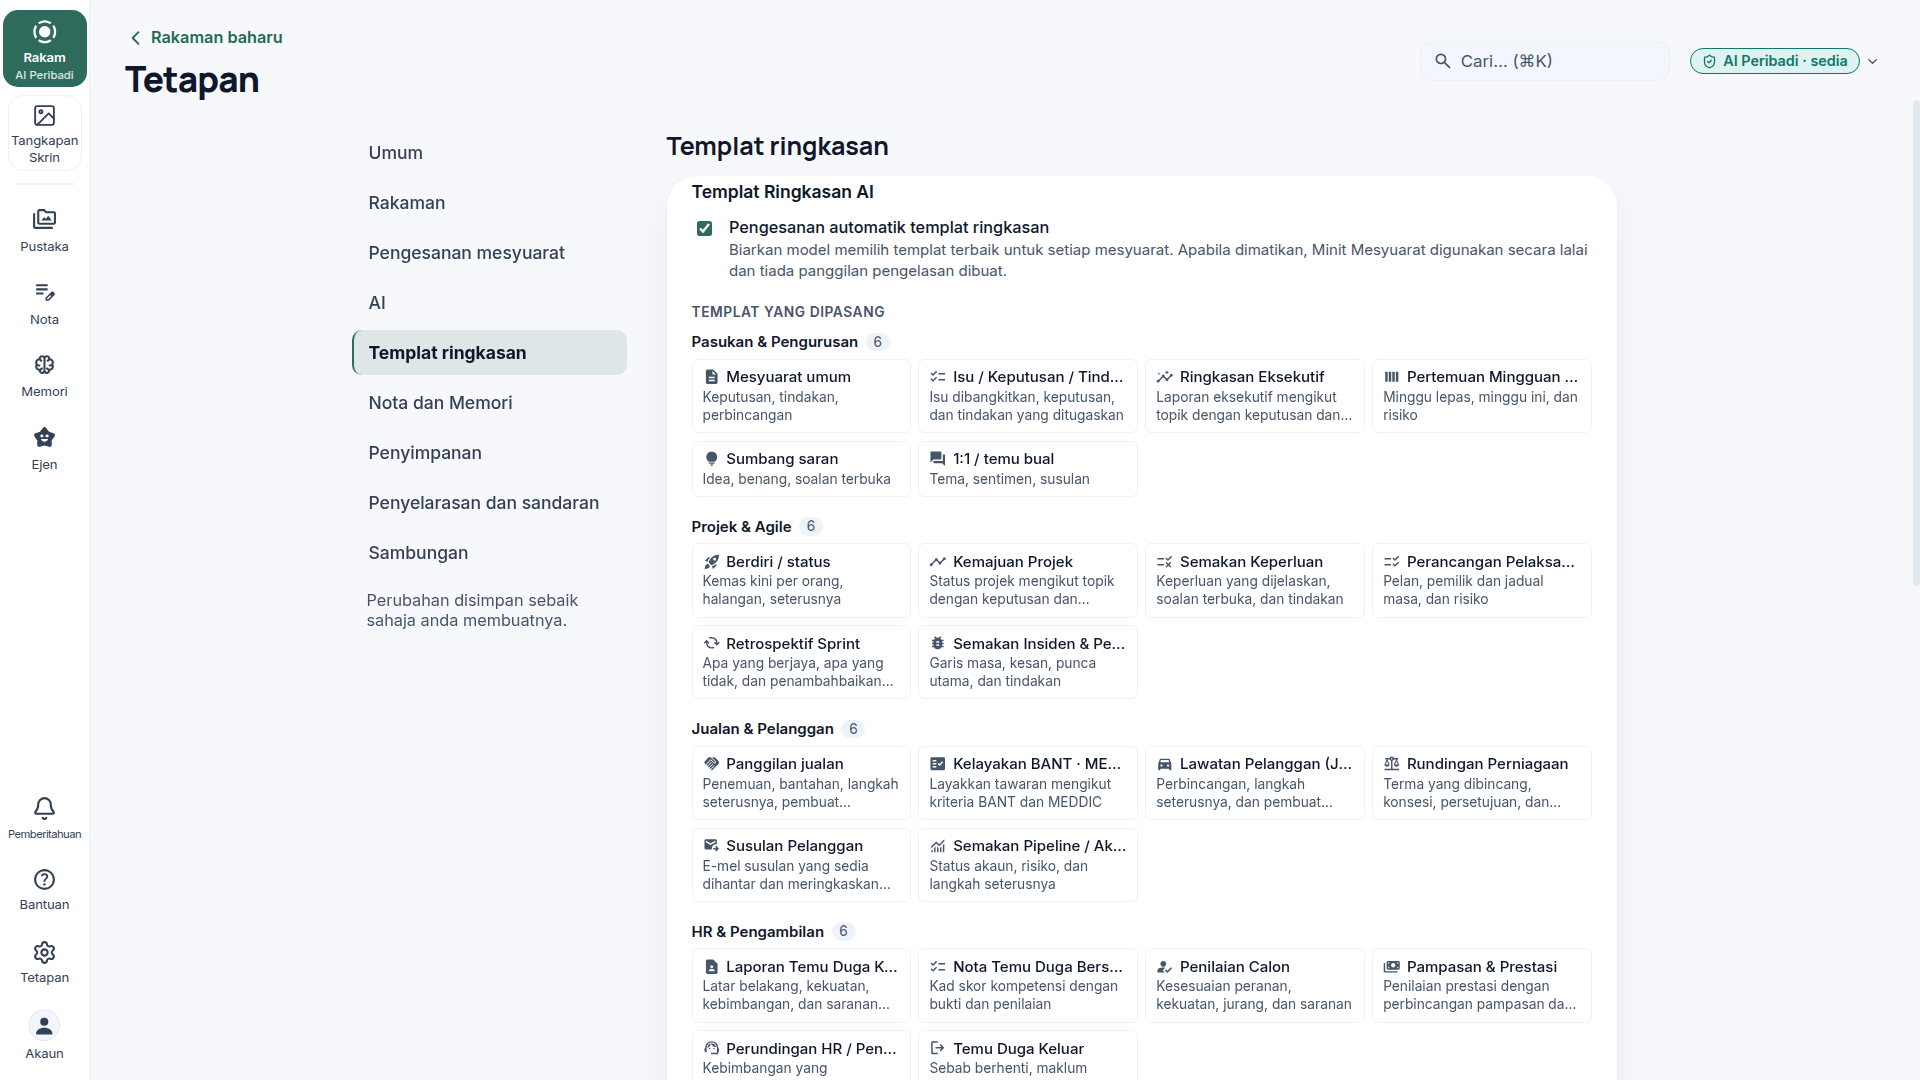 Rakam
AI Peribadi
Tangkapan
Skrin
Pustaka
Nota
Memori
Ejen
Pemberitahuan
Bantuan
Tetapan
Akaun
Rakaman baharu
Tetapan
Cari... (⌘K)
AI Peribadi · sedia
Umum
Rakaman
Pengesanan mesyuarat
AI
Templat ringkasan
Nota dan Memori
Penyimpanan
Penyelarasan dan sandaran
Sambungan
Perubahan disimpan sebaik
sahaja anda membuatnya.
Templat ringkasan
Templat Ringkasan AI
Pengesanan automatik templat ringkasan
Biarkan model memilih templat terbaik untuk setiap mesyuarat. Apabila dimatikan, Minit Mesyuarat digunakan secara lalai
dan tiada panggilan pengelasan dibuat.
TEMPLAT YANG DIPASANG
Pasukan & Pengurusan 6
Mesyuarat umum
Keputusan, tindakan,
perbincangan
Isu / Keputusan / Tind...
Isu dibangkitkan, keputusan,
dan tindakan yang ditugaskan
Ringkasan Eksekutif
Laporan eksekutif mengikut
topik dengan keputusan dan...
Pertemuan Mingguan ...
Minggu lepas, minggu ini, dan
risiko
Sumbang saran
Idea, benang, soalan terbuka
1:1 / temu bual
Tema, sentimen, susulan
Projek & Agile 6
Berdiri / status
Kemas kini per orang,
halangan, seterusnya
Kemajuan Projek
Status projek mengikut topik
dengan keputusan dan...
Semakan Keperluan
Keperluan yang dijelaskan,
soalan terbuka, dan tindakan
Perancangan Pelaksa...
Pelan, pemilik dan jadual
masa, dan risiko
Retrospektif Sprint
Apa yang berjaya, apa yang
tidak, dan penambahbaikan...
Semakan Insiden & Pe...
Garis masa, kesan, punca
utama, dan tindakan
Jualan & Pelanggan 6
Panggilan jualan
Penemuan, bantahan, langkah
seterusnya, pembuat...
Kelayakan BANT · ME...
Layakkan tawaran mengikut
kriteria BANT dan MEDDIC
Lawatan Pelanggan (J...
Perbincangan, langkah
seterusnya, dan pembuat...
Rundingan Perniagaan
Terma yang dibincang,
konsesi, persetujuan, dan...
Susulan Pelanggan
E-mel susulan yang sedia
dihantar dan meringkaskan...
Semakan Pipeline / Ak...
Status akaun, risiko, dan
langkah seterusnya
HR & Pengambilan 6
Laporan Temu Duga K...
Latar belakang, kekuatan,
kebimbangan, dan saranan...
Nota Temu Duga Bers...
Kad skor kompetensi dengan
bukti dan penilaian
Penilaian Calon
Kesesuaian peranan,
kekuatan, jurang, dan saranan
Pampasan & Prestasi
Penilaian prestasi dengan
perbincangan pampasan da...
Perundingan HR / Pen...
Kebimbangan yang
Temu Duga Keluar
Sebab berhenti, maklum